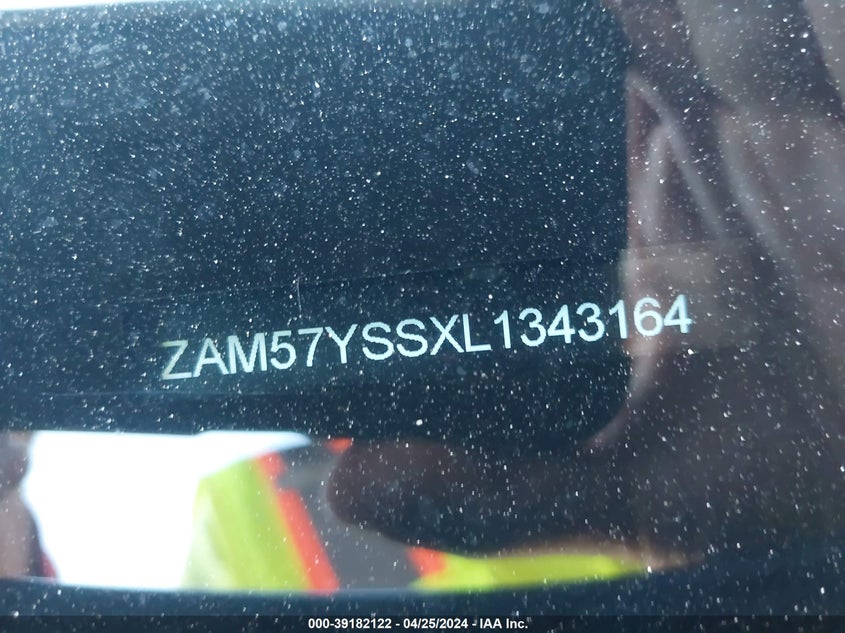 ZAM57YSSXL1343164
000-39182122 - 04/25/2024 - IAA Inc.